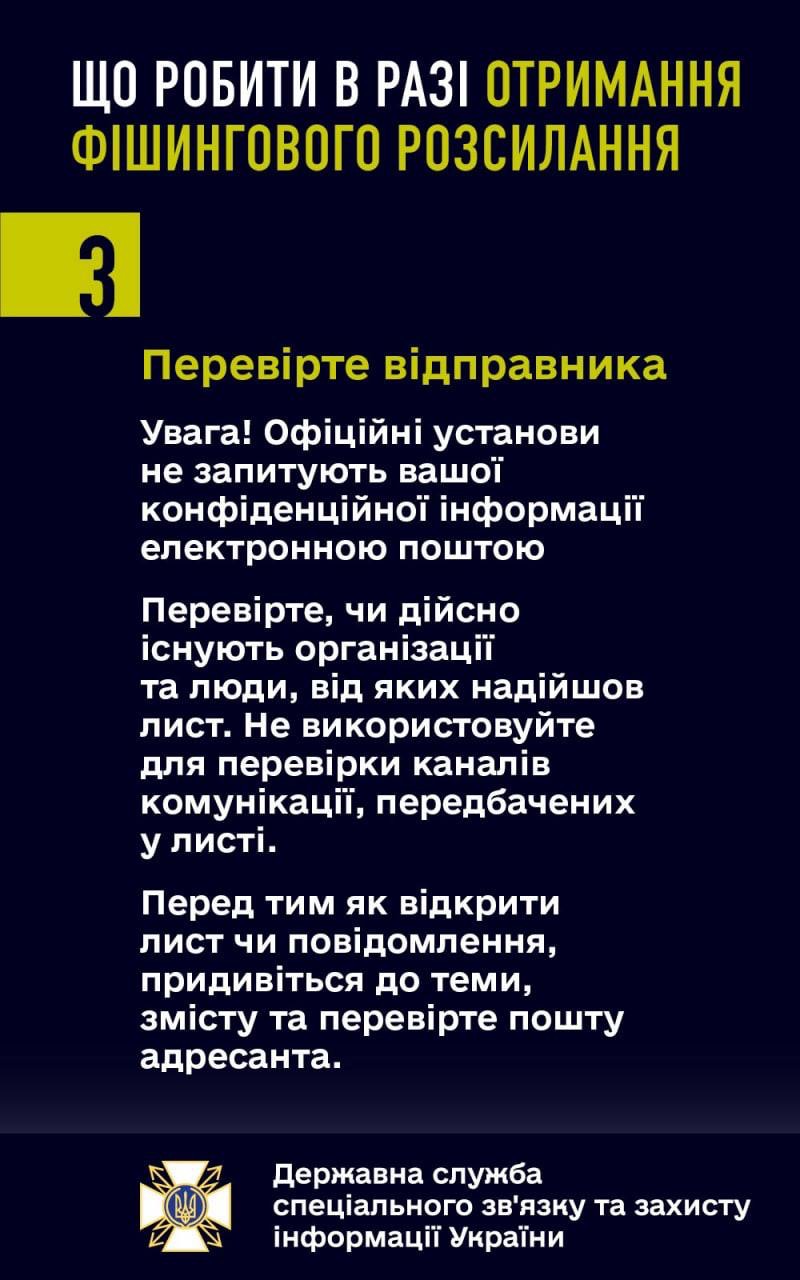 ЩО РОБИТИ В РАЗІ ОТРИМАННЯ
ФІШИНГОВОГО РОЗСИЛАННЯ
3
Перевірте відправника
Увага! Офіційні установи
не запитують вашої
конфіденційної інформації
електронною поштою
Перевірте, чи дійсно
існують організації
та люди, від яких надійшов
лист. Не використовуйте
для перевірки каналів
комунікації, передбачених
у листі.
Перед тим як відкрити
лист чи повідомлення,
придивіться до теми,
змісту та перевірте пошту
адресанта.
Державна служба
спеціального зв'язку та захисту
інформації України